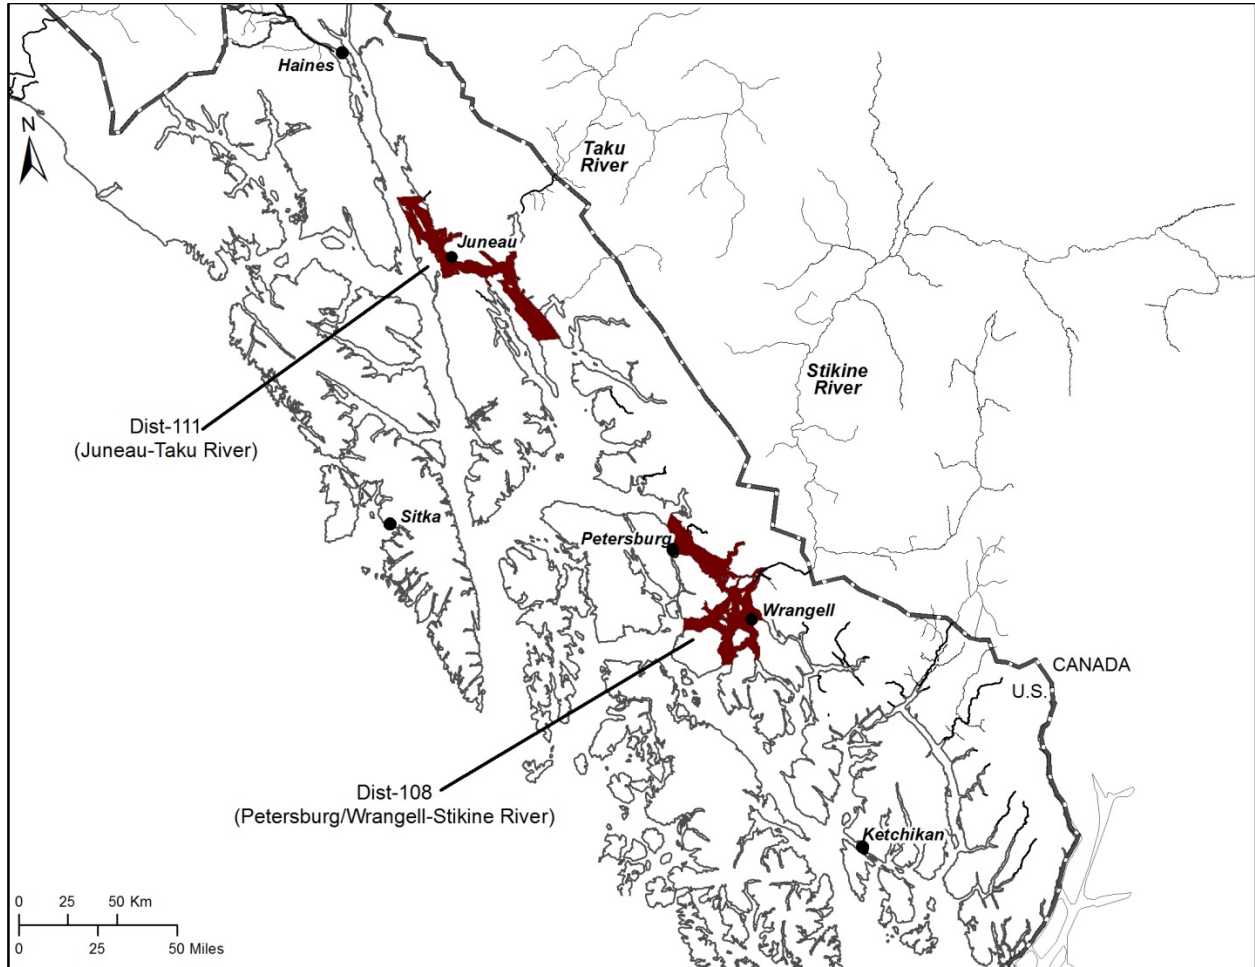 Haines
N
Taku
River
Juneau
Stikine
River
Dist-111
(Juneau-Taku River)
Sitka
Petersburg
Wrangell
CANADA
U.S.
Dist-108
(Petersburg/Wrangell-Stikine River)
Ketchikan
0 25 50 Km
0 25 50 Miles